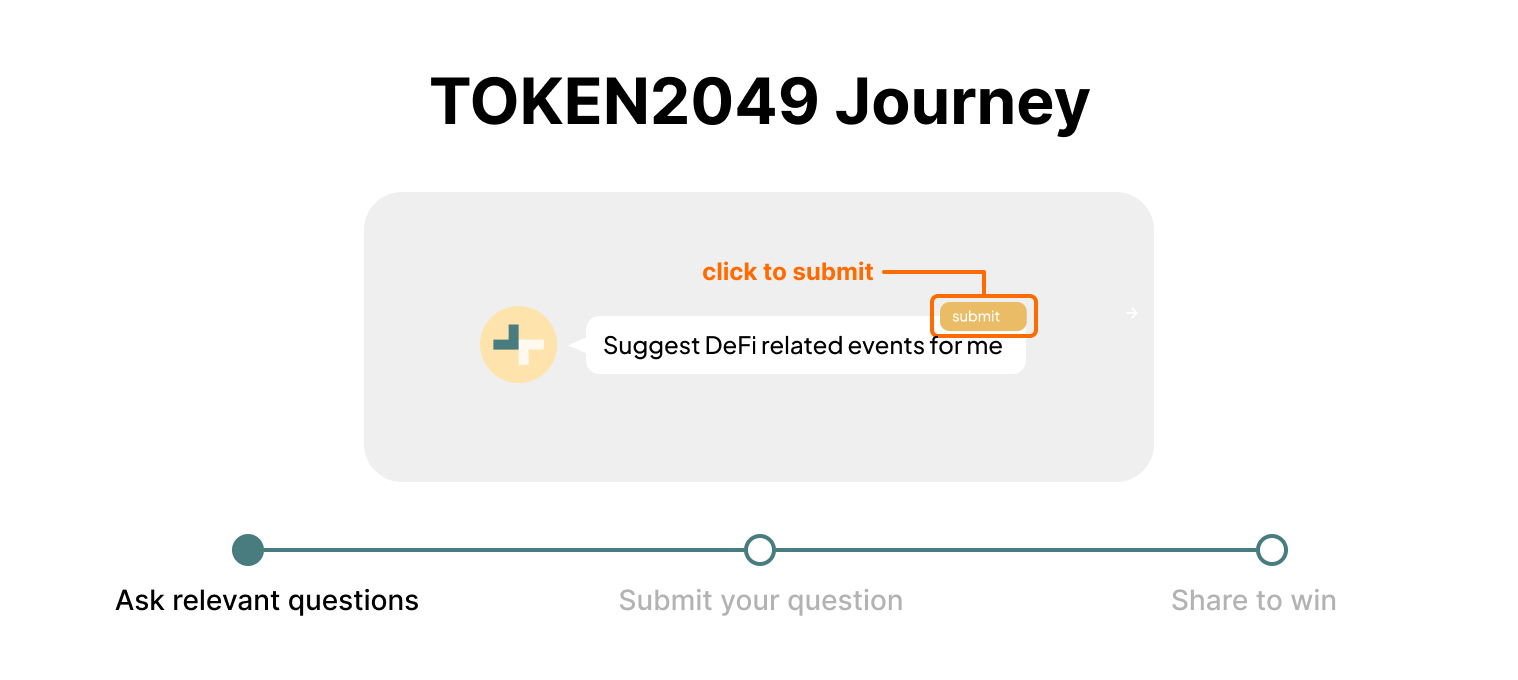 TOKEN2049 Journey
click to submit
submit
Suggest DeFi related events for me
Ask relevant questions
Submit your question
Share to win